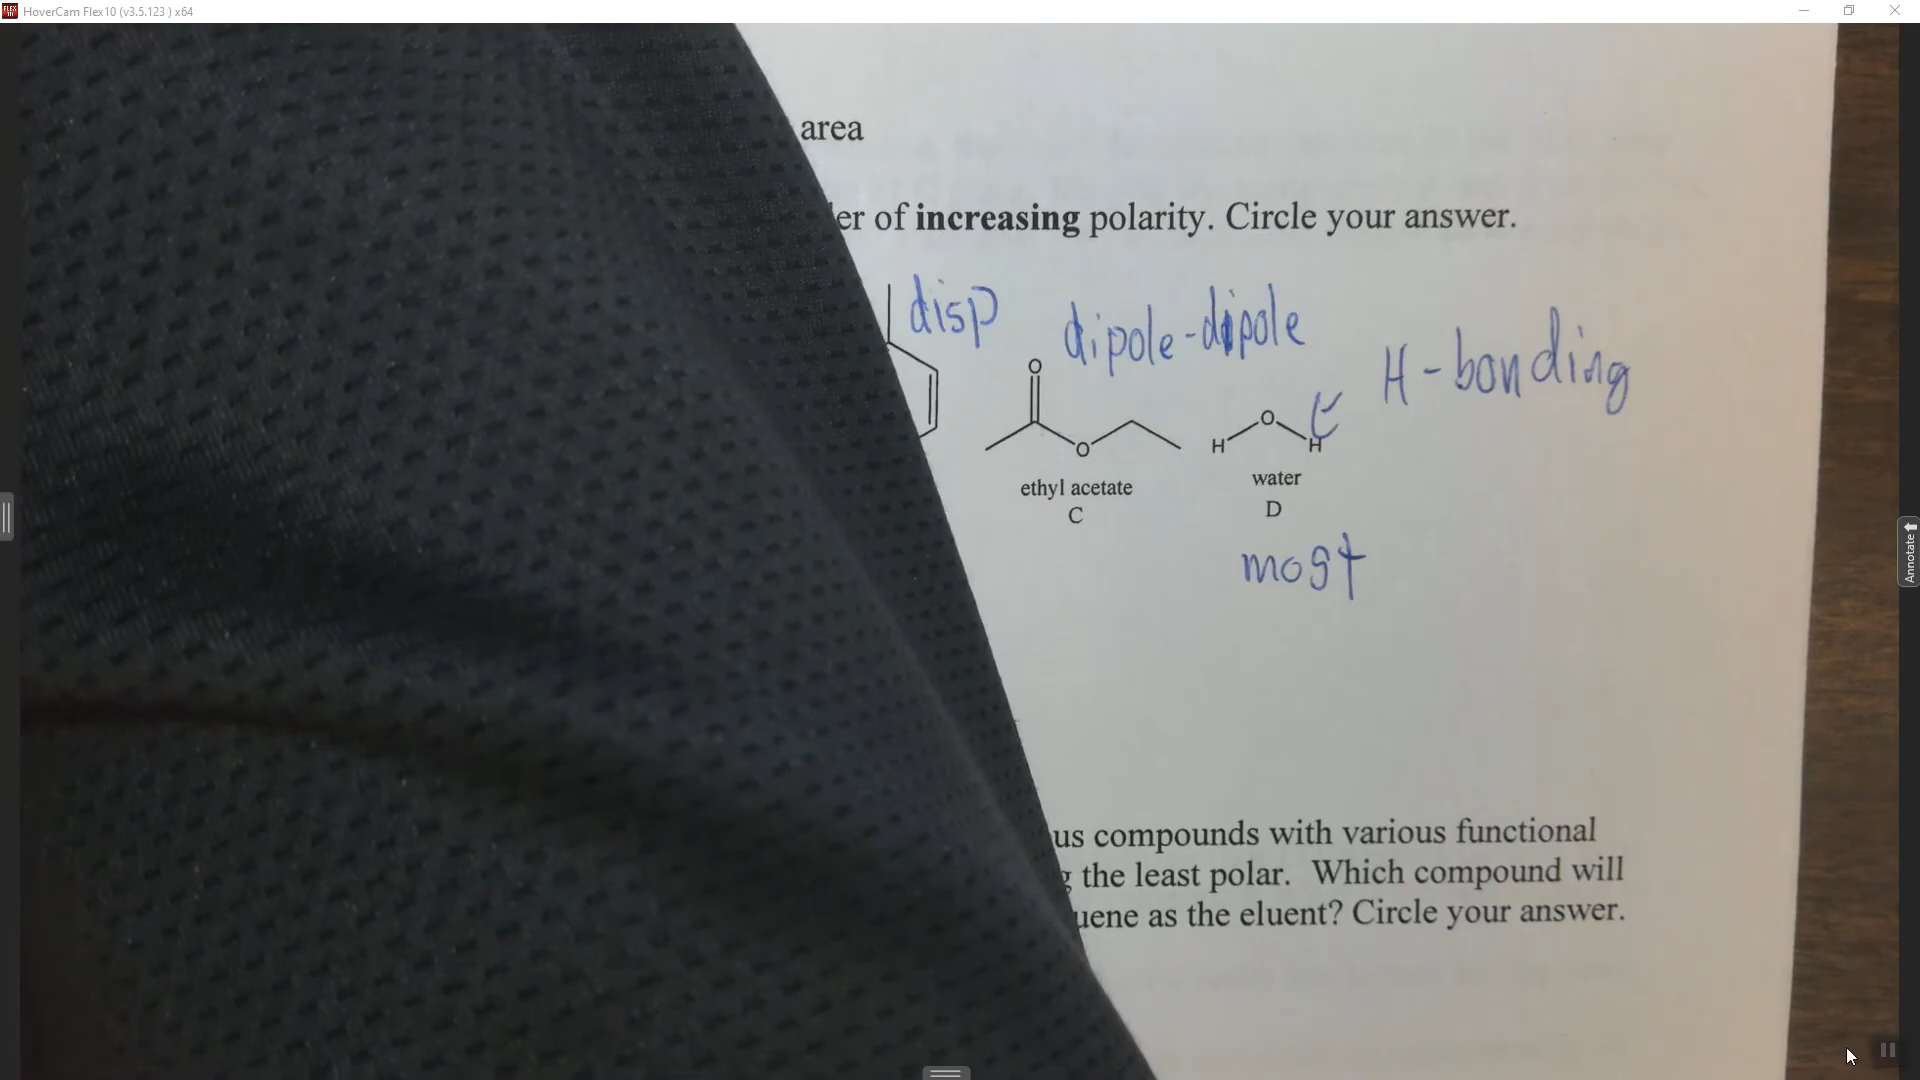 HoverCam Flex10 (v3.5.123 ) x64
area
er of increasing polarity. Circle your answer.
disp
dipole-dipole
H-bonding
O
O
O
H
H
ethyl acetate
water
C
D
most
us compounds with various functional
the least polar. Which compound will
uene as the eluent? Circle your answer.
Annotate